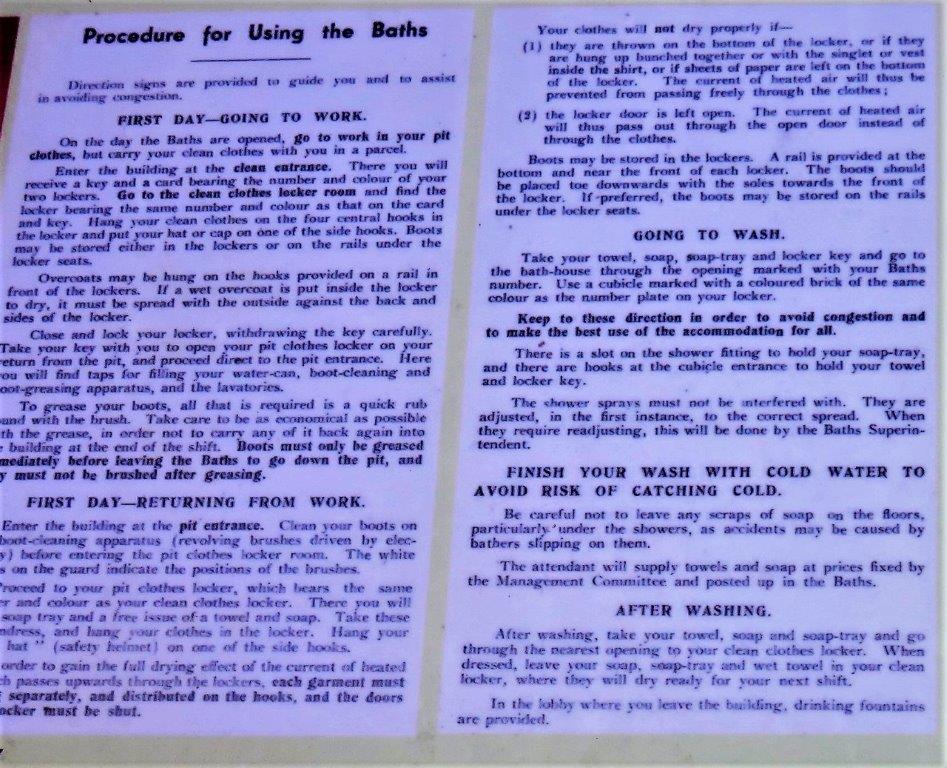 Procedure for Using the Baths
Direction signs are provided to guide you and to assist
in avoiding congestion.
FIRST DAY—GOING TO WORK.
On the day the Baths are opened, go to work in your pit
clothes, but carry your clean clothes with you in a parcel.
Enter the building at the clean entrance. There you will
receive a key and a card bearing the number and colour of your
two lockers. Go to the clean clothes locker room and find the
locker bearing the same number and colour as that on the card
and key. Hang your clean clothes on the four central hooks in
the locker and put your hat or cap on one of the side hooks. Boots
may be stored either in the lockers or on the rails under the
locker seats.
Overcoats may be hung on the hooks provided on a rail in
front of the lockers. If a wet overcoat is put inside the locker
to dry, it must be spread with the outside against the back and
sides of the locker.
Close and lock your locker, withdrawing the key carefully.
Take your key with you to open your pit clothes locker on your
return from the pit, and proceed direct to the pit entrance. Here
you will find taps for filling your water-can, boot-cleaning and
oot-greasing apparatus, and the lavatories.
To grease your boots, all that is required is a quick rub
und with the brush. Take care to be as economical as possible
th the grease, in order not to carry any of it back again into
building at the end of the shift. Boots must only be greased
mediately before leaving the Baths to go down the pit, and
y must not be brushed after greasing.
FIRST DAY—RETURNING FROM WORK.
Enter the building at the pit entrance. Clean your boots on
boot-cleaning apparatus (revolving brushes driven by elec-
y) before entering the pit clothes locker room. The white
s on the guard indicate the positions of the brushes.
Proceed to your pit clothes locker, which bears the same
er and colour as your clean clothes locker. There you will
soap tray and a free issue of a towel and soap. Take these
ndress, and hang your clothes in the locker. Hang your
hat " (safety helmet) on one of the side hooks.
order to gain the full drying effect of the current of heated
ch passes upwards through the lockers, each garment must
separately, and distributed on the hooks, and the doors
ocker must be shut.
Your clothes will not dry properly if—
(1) they are thrown on the bottom of the locker, or if they
are hung up bunched together or with the singlet or vest
inside the shirt, or if sheets of paper are left on the bottom
of the locker. The current of heated air will thus be
prevented from passing freely through the clothes;
(2) the locker door is left open. The current of heated air
will thus pass out through the open door instead of
through the clothes.
Boots may be stored in the lockers. A rail is provided at the
bottom and near the front of each locker. The boots should
be placed toe downwards with the soles towards the front of
the locker. If preferred, the boots may be stored on the rails
under the locker seats.
GOING TO WASH.
Take your towel, soap, soap-tray and locker key and go to
the bath-house through the opening marked with your Baths
number. Use a cubicle marked with a coloured brick of the same
colour as the number plate on your locker.
Keep to these direction in order to avoid congestion and
to make the best use of the accommodation for all.
There is a slot on the shower fitting to hold your soap-tray,
and there are hooks at the cubicle entrance to hold your towel
and locker key.
The shower sprays must not be interfered with. They are
adjusted, in the first instance, to the correct spread. When
they require readjusting, this will be done by the Baths Superin-
tendent.
FINISH YOUR WASH WITH COLD WATER TO
AVOID RISK OF CATCHING COLD.
Be careful not to leave any scraps of soap on the floors,
particularly under the showers, as accidents may be caused by
bathers slipping on them.
The attendant will supply towels and soap at prices fixed by
the Management Committee and posted up in the Baths.
AFTER WASHING.
After washing, take your towel, soap and soap-tray and go
through the nearest opening to your clean clothes locker. When
dressed, leave your soap, soap-tray and wet towel in your clean
locker, where they will dry ready for your next shift.
In the lobby where you leave the building, drinking fountains
are provided.